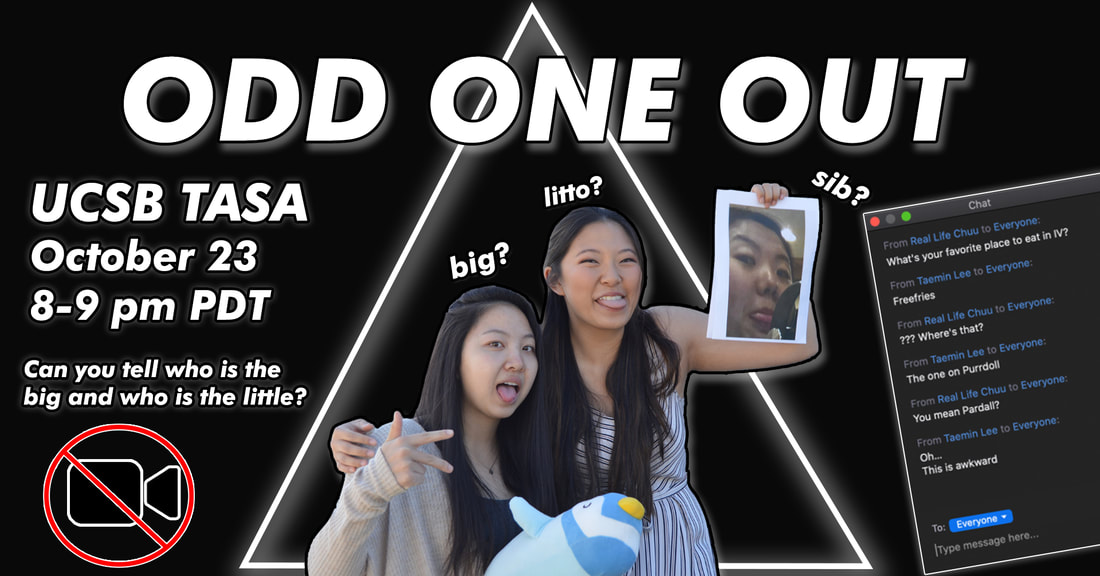 ODD ONE OUT
UCSB TASA
October 23
8-9 pm PDT
Can you tell who is the
big and who is the little?
big?
litto?
sib?
Chat
From Real Life Chuu to Everyone:
What's your favorite place to eat in IV?
From Taemin Lee to Everyone:
Freefries
From Real Life Chuu to Everyone:
??? Where's that?
From Taemin Lee to Everyone:
The one on Purrdoll
From Real Life Chuu to Everyone:
You mean Pardall?
From Taemin Lee to Everyone:
Oh...
This is awkward
To: Everyone
Type message here...